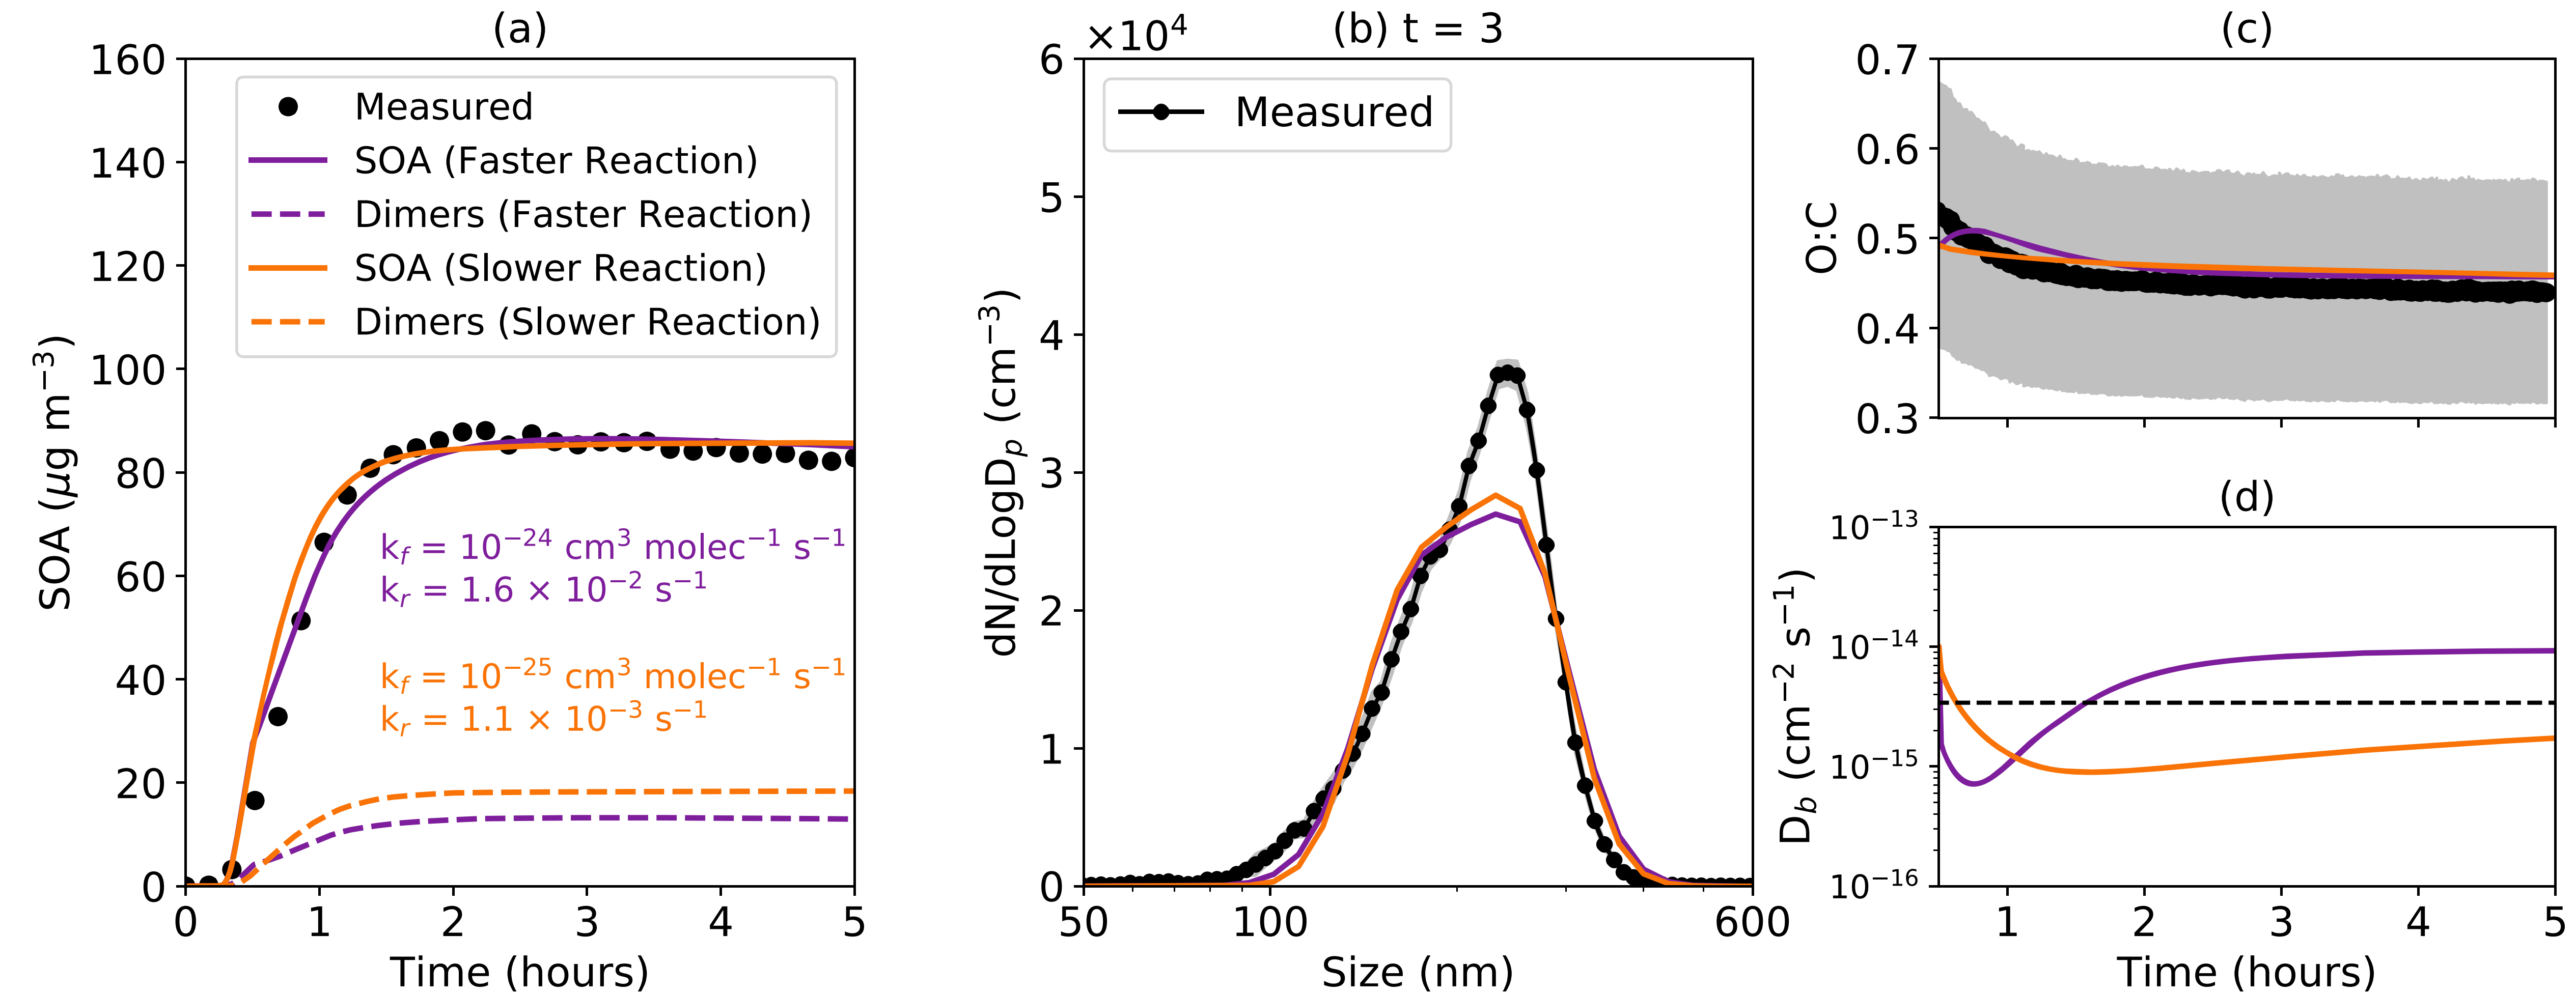 (a)
160
140
120
100
80
60
40
20
0
SOA (μg m⁻³)
Measured
SOA (Faster Reaction)
Dimers (Faster Reaction)
SOA (Slower Reaction)
Dimers (Slower Reaction)
k_f = 10⁻²⁴ cm³ molec⁻¹ s⁻¹
k_r = 1.6 × 10⁻² s⁻¹
k_f = 10⁻²⁵ cm³ molec⁻¹ s⁻¹
k_r = 1.1 × 10⁻³ s⁻¹
0 1 2 3 4 5
Time (hours)
(b) t = 3
×10⁴
6
5
4
3
2
1
0
dN/dLogD_p (cm⁻³)
Measured
50 100 600
Size (nm)
(c)
0.7
0.6
0.5
0.4
0.3
O:C
(d)
10⁻¹³
10⁻¹⁴
10⁻¹⁵
10⁻¹⁶
D_b (cm⁻² s⁻¹)
1 2 3 4 5
Time (hours)